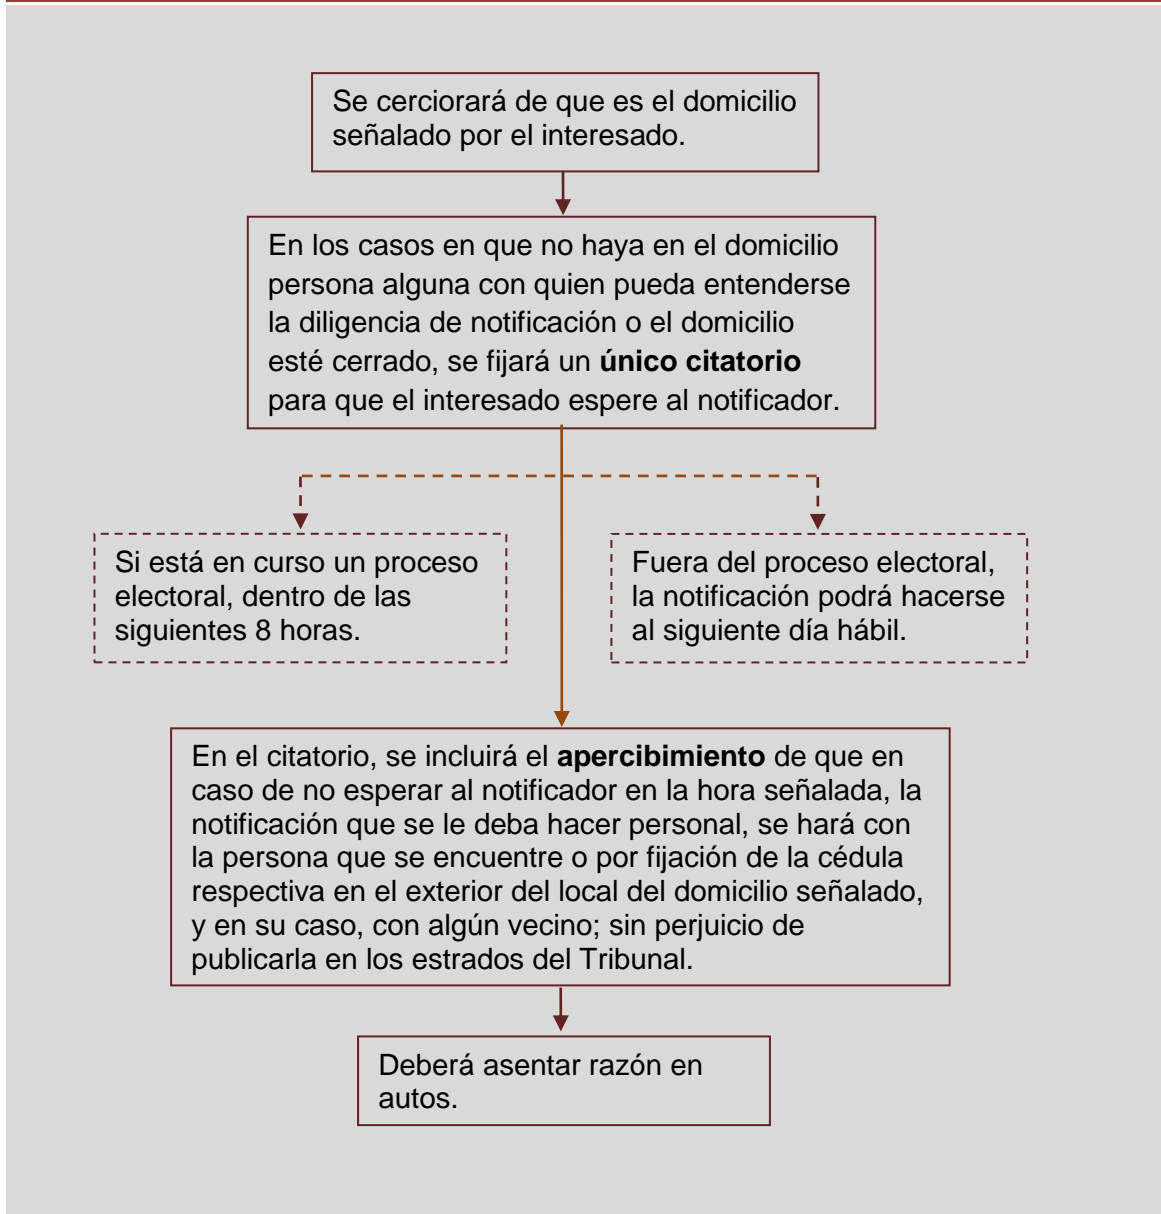 Se cerciorará de que es el domicilio
señalado por el interesado.
En los casos en que no haya en el domicilio
persona alguna con quien pueda entenderse
la diligencia de notificación o el domicilio
esté cerrado, se fijará un único citatorio
para que el interesado espere al notificador.
Si está en curso un proceso
electoral, dentro de las
siguientes 8 horas.
Fuera del proceso electoral,
la notificación podrá hacerse
al siguiente día hábil.
En el citatorio, se incluirá el apercibimiento de que en
caso de no esperar al notificador en la hora señalada, la
notificación que se le deba hacer personal, se hará con
la persona que se encuentre o por fijación de la cédula
respectiva en el exterior del local del domicilio señalado,
y en su caso, con algún vecino; sin perjuicio de
publicarla en los estrados del Tribunal.
Deberá asentar razón en
autos.